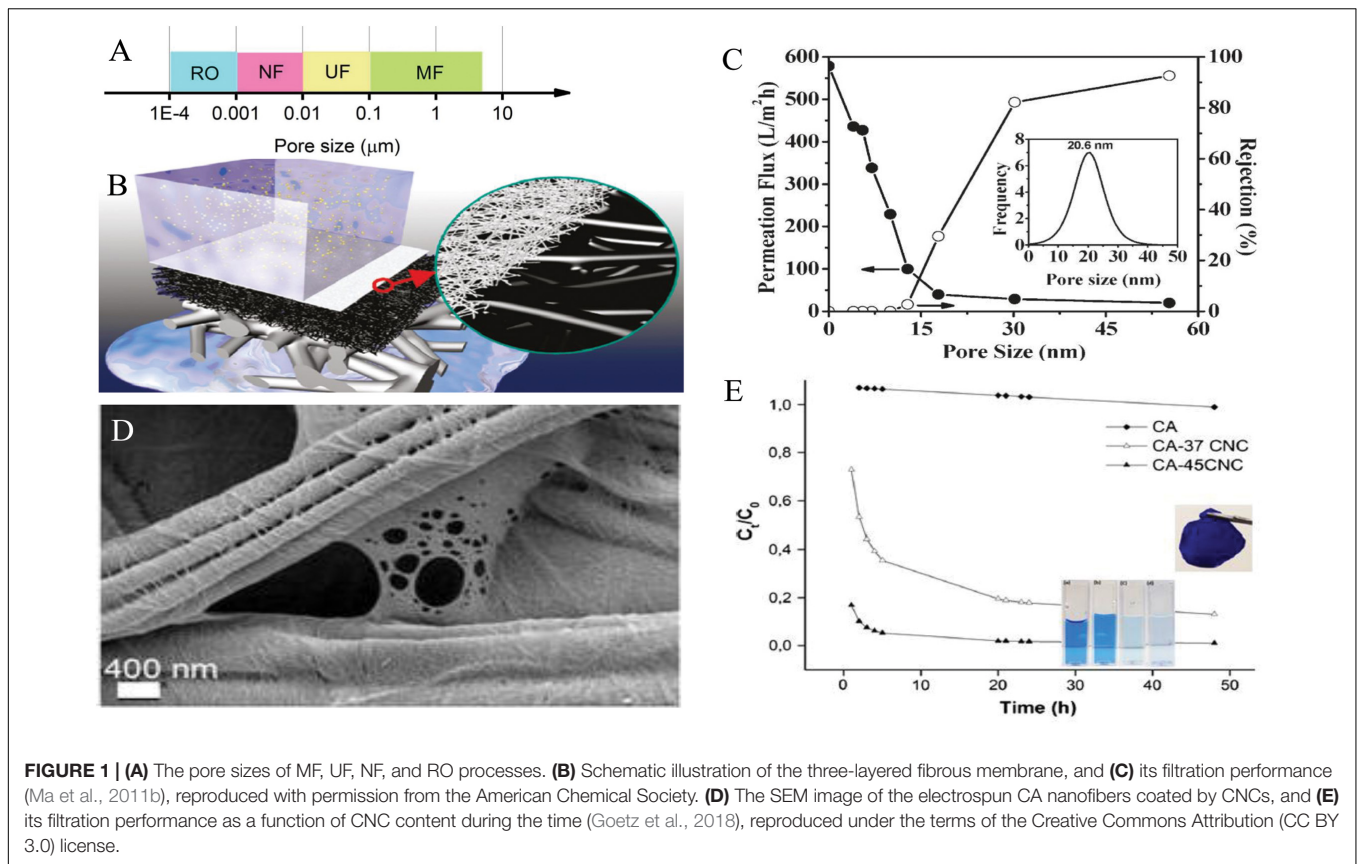 A
RO NF UF MF
1E-4 0.001 0.01 0.1 1 10
Pore size (μm)
B
C
600
500
400
300
200
100
0
Permeation Flux (L/m²h)
100
80
60
40
20
0
Rejection (%)
8
6
4
2
0
Frequency
20.6 nm
0 10 20 30 40 50
Pore size (nm)
0 15 30 45 60
Pore Size (nm)
D
400 nm
E
1,0
0,8
0,6
0,4
0,2
0,0
Ct/C0
CA
CA-37 CNC
CA-45CNC
0 10 20 30 40 50
Time (h)
FIGURE 1 | (A) The pore sizes of MF, UF, NF, and RO processes. (B) Schematic illustration of the three-layered fibrous membrane, and (C) its filtration performance
(Ma et al., 2011b), reproduced with permission from the American Chemical Society. (D) The SEM image of the electrospun CA nanofibers coated by CNCs, and (E)
its filtration performance as a function of CNC content during the time (Goetz et al., 2018), reproduced under the terms of the Creative Commons Attribution (CC BY
3.0) license.